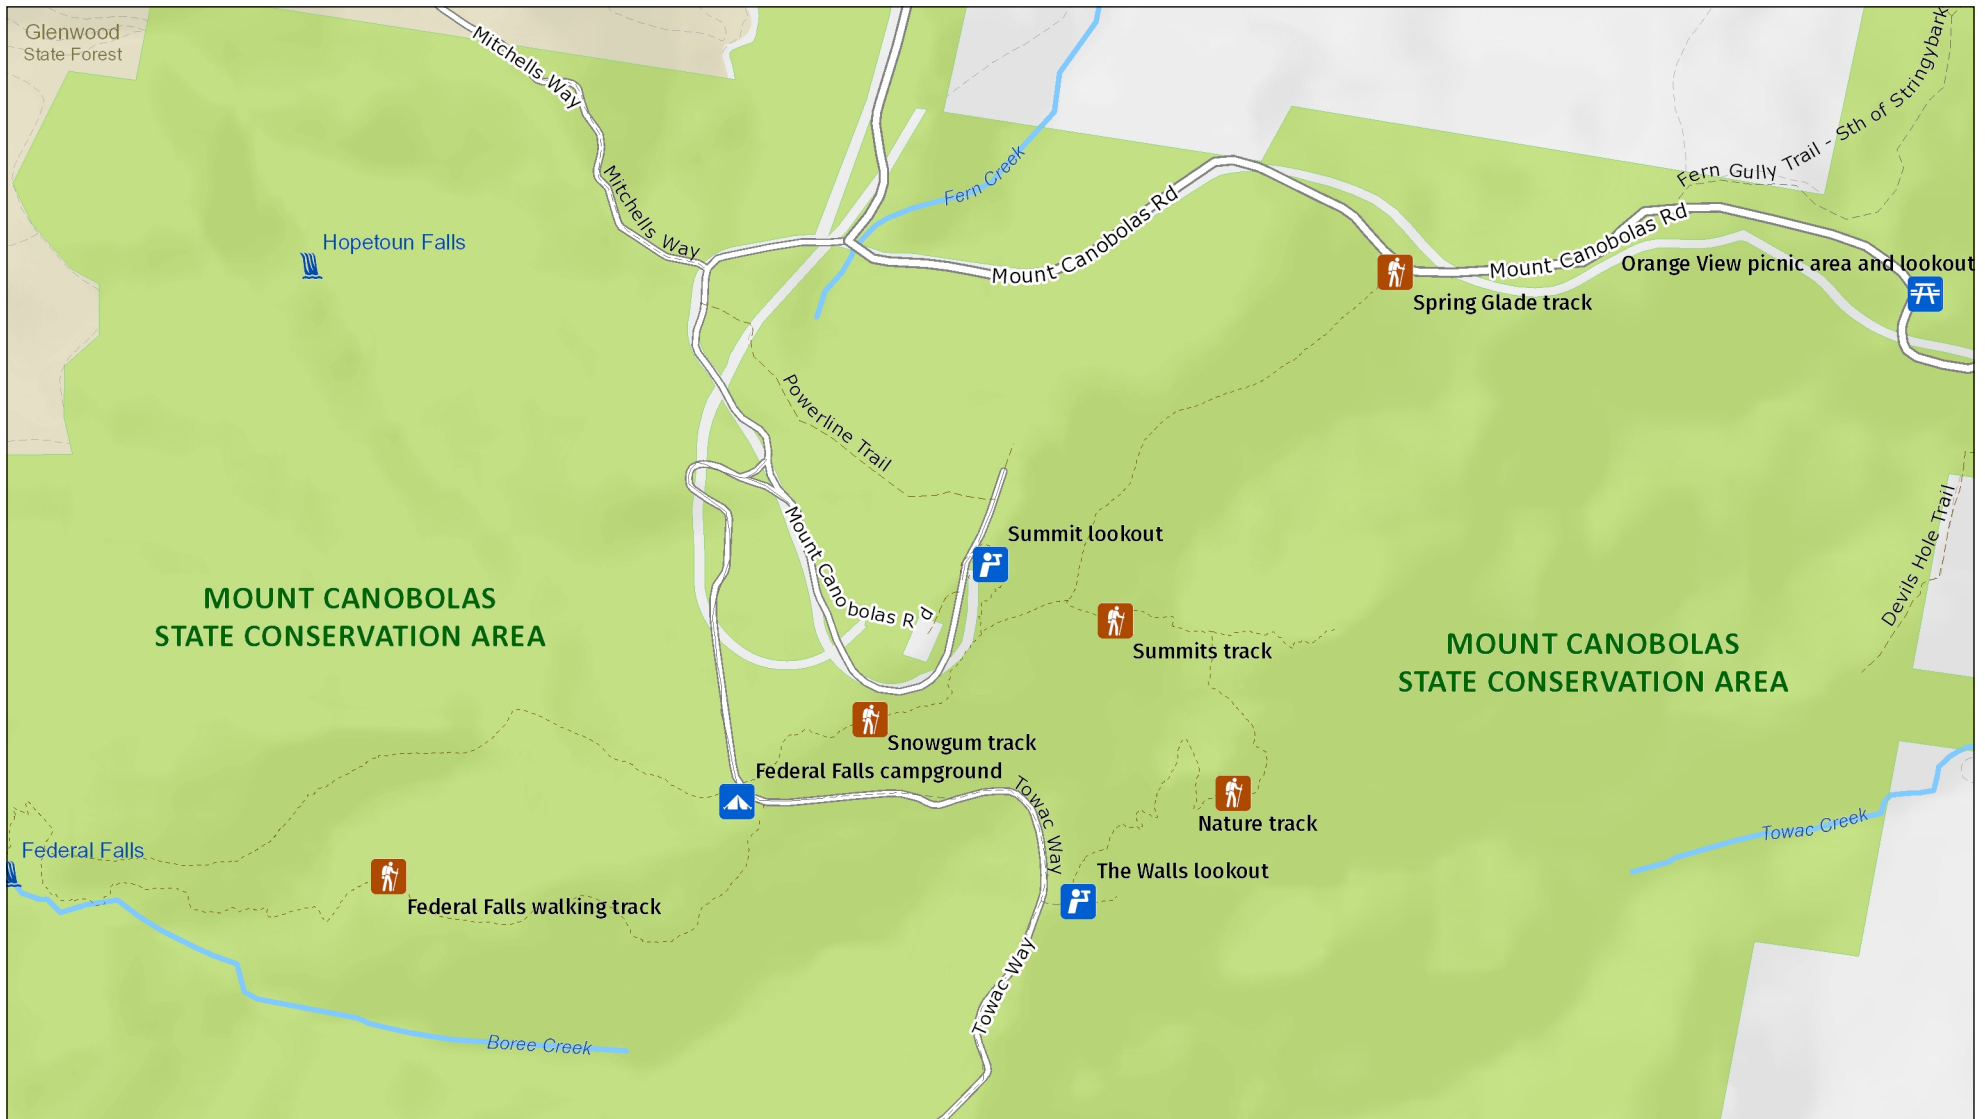 Glenwood
State Forest
Mitchells Way
Fern Gully Trail - Sth of Stringybark
Fern Creek
Mitchells Way
Mount Canobolas Rd
Mount Canobolas Rd
Hopetoun Falls
Orange View picnic area and lookout
Spring Glade track
Powerline Trail
Summit lookout
Mount Canobolas Rd
Devils Hole Trail
MOUNT CANOBOLAS
STATE CONSERVATION AREA
Summits track
MOUNT CANOBOLAS
STATE CONSERVATION AREA
Snowgum track
Federal Falls campground
Towac Way
Nature track
Towac Creek
Federal Falls
The Walls lookout
Federal Falls walking track
Towac Way
Boree Creek